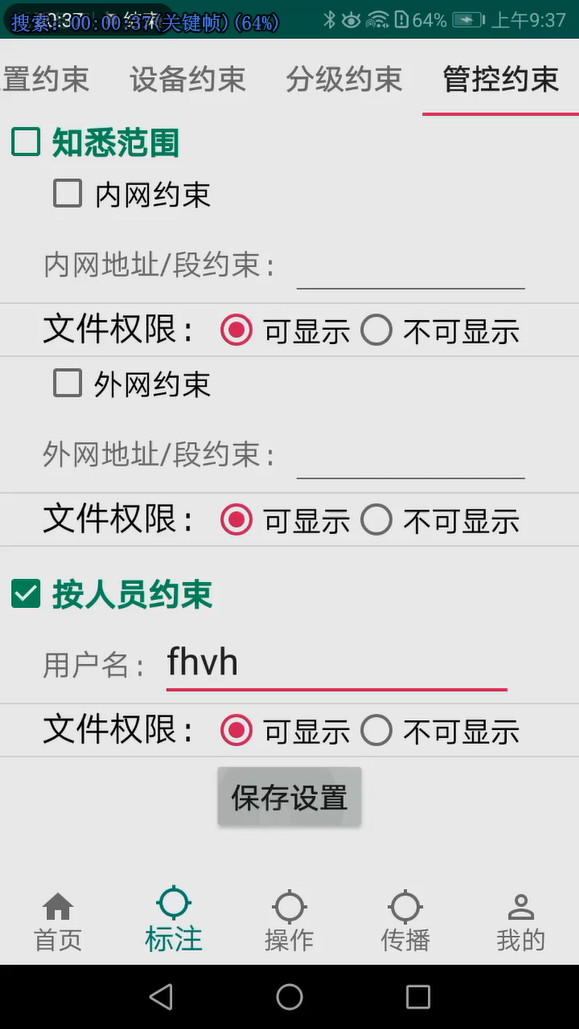 搜索: 00:00:37(关键帧)(64%)
结束
64%
上午9:37
置约束 设备约束 分级约束 管控约束
知悉范围
内网约束
内网地址/段约束：
文件权限： 可显示 不可显示
外网约束
外网地址/段约束：
文件权限： 可显示 不可显示
按人员约束
用户名： fhvh
文件权限： 可显示 不可显示
保存设置
首页 标注 操作 传播 我的